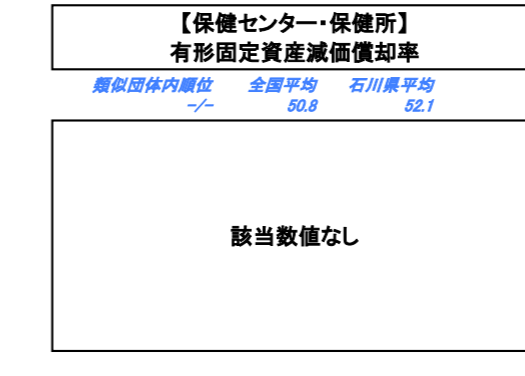 【保健センター・保健所】
有形固定資産減価償却率
類似団体内順位 全国平均 石川県平均
-/- 50.8 52.1
該当数値なし